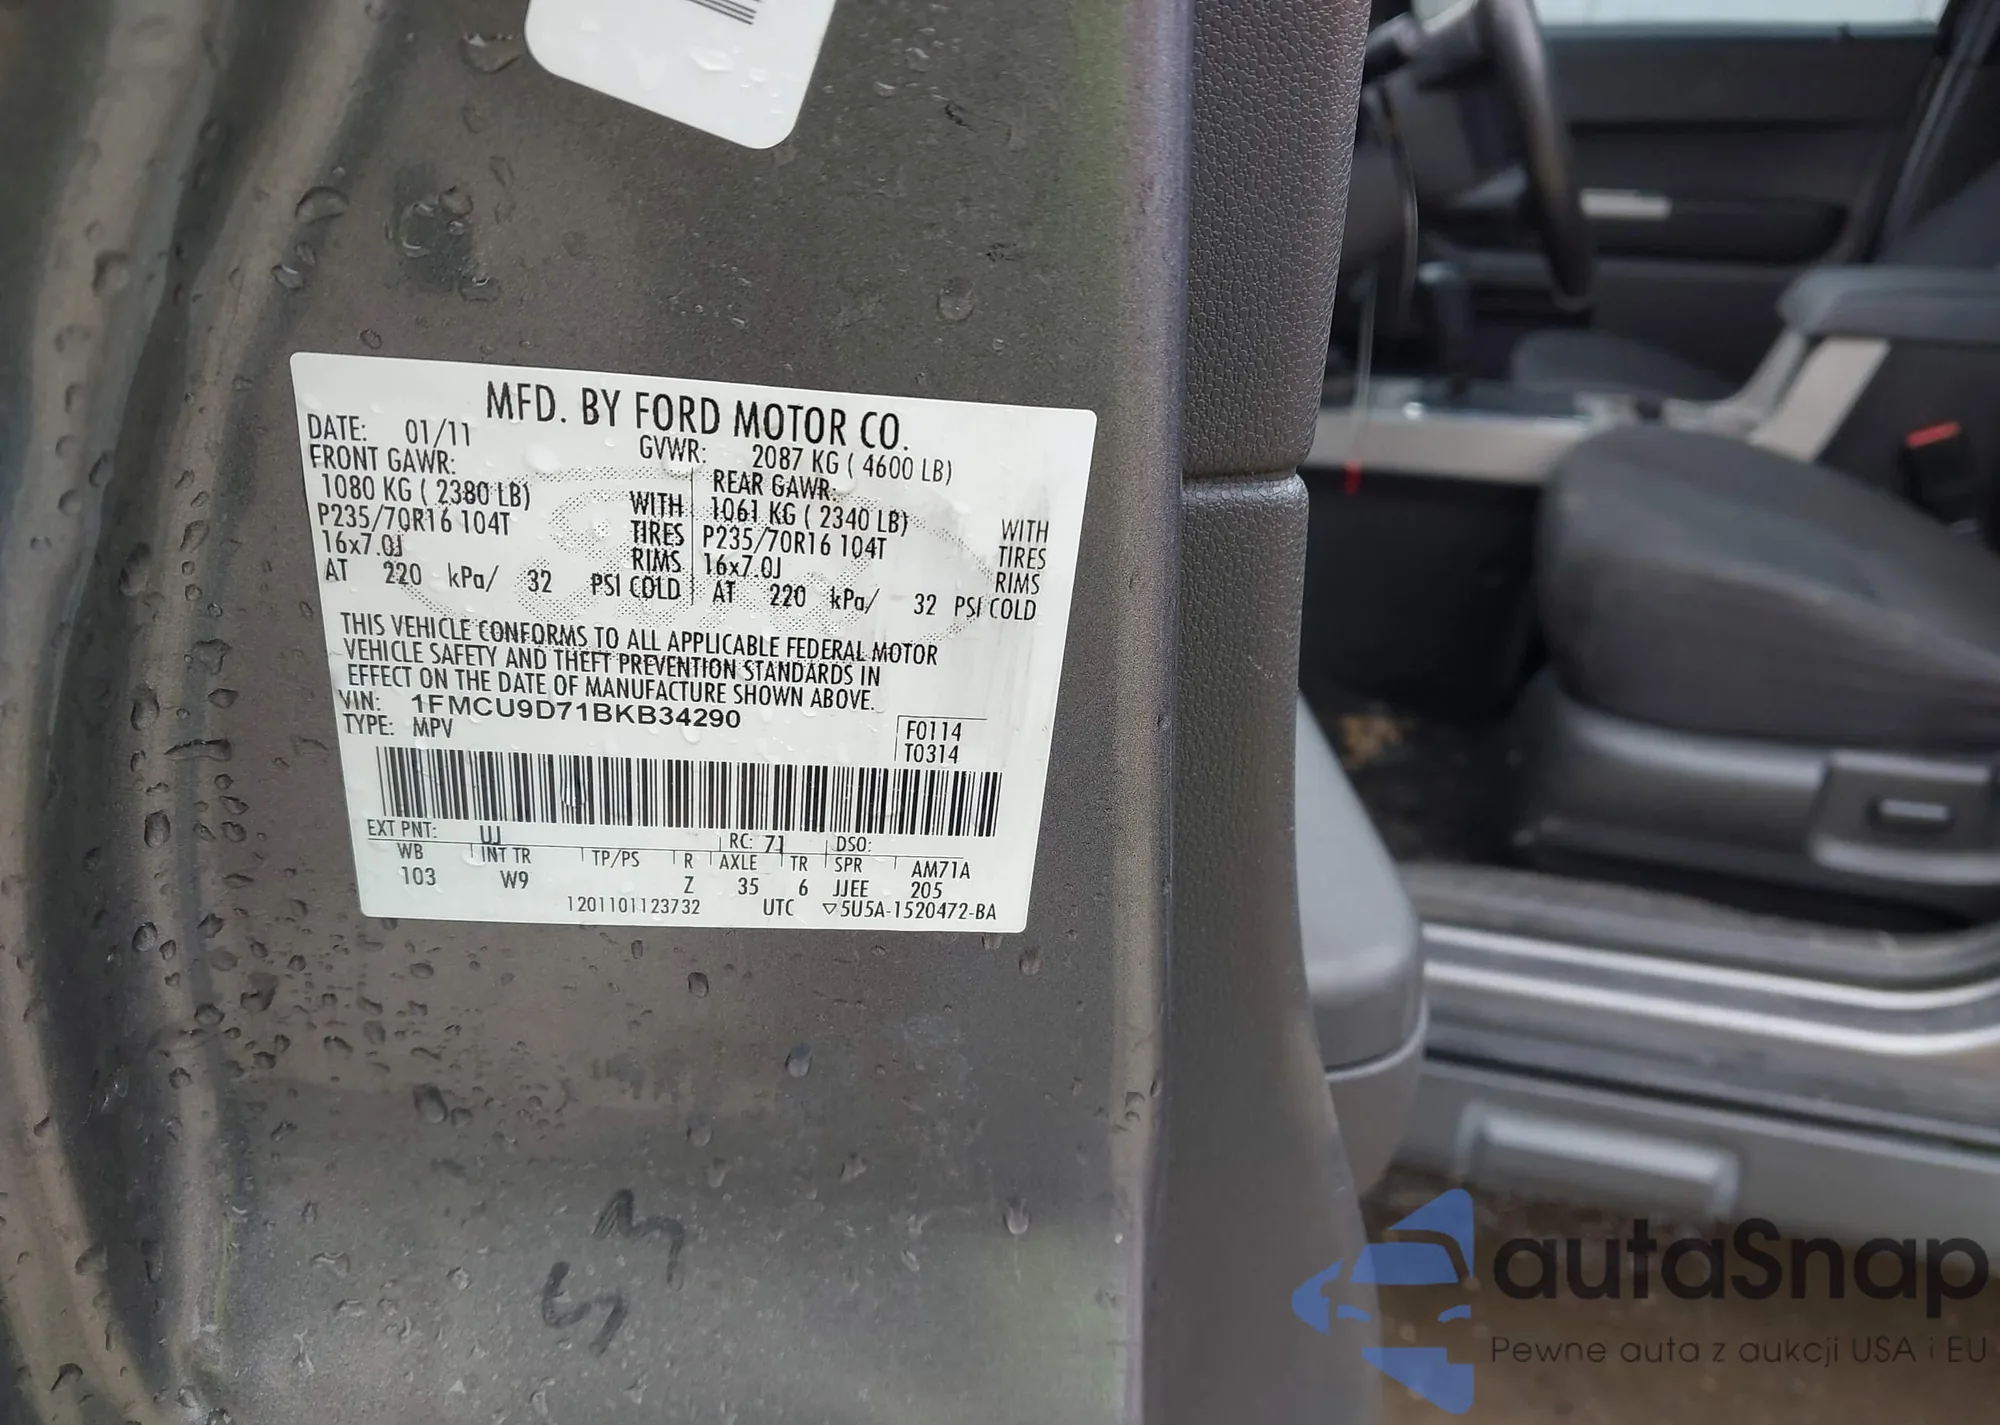 MFD. BY FORD MOTOR CO.
DATE: 01/11 GVWR: 2087 KG ( 4600 LB)
FRONT GAWR: REAR GAWR:
1080 KG ( 2380 LB) WITH 1061 KG ( 2340 LB) WITH
P235/70R16 104T TIRES P235/70R16 104T TIRES
16x7.0J RIMS 16x7.0J RIMS
AT 220 kPa/ 32 PSI COLD AT 220 kPa/ 32 PSI COLD
THIS VEHICLE CONFORMS TO ALL APPLICABLE FEDERAL MOTOR
VEHICLE SAFETY AND THEFT PREVENTION STANDARDS IN
EFFECT ON THE DATE OF MANUFACTURE SHOWN ABOVE.
VIN: 1FMCU9D71BKB34290
TYPE: MPV
F0114
T0314
EXT PNT: UJ RC: 71 DSO:
WB INT TR TP/PS R AXLE TR SPR AM71A
103 W9 Z 35 6 JJEE 205
1201101123732 UTC ▽5U5A-1520472-BA
autaSnap
Pewne auta z aukcji USA i EU